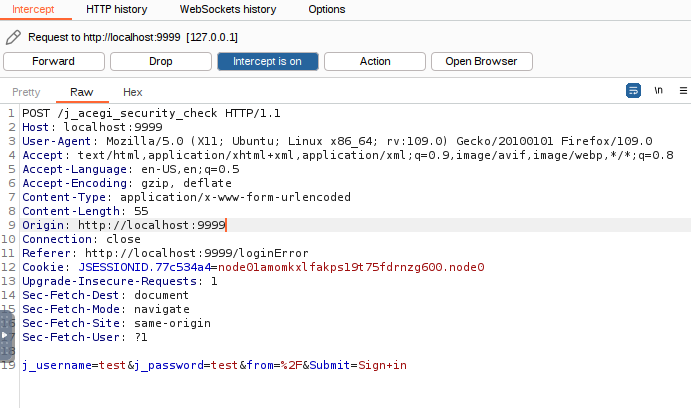 Intercept HTTP history WebSockets history Options
Request to http://localhost:9999 [127.0.0.1]
Forward Drop Intercept is on Action Open Browser
Pretty Raw Hex \n
1 POST /j_acegi_security_check HTTP/1.1
2 Host: localhost:9999
3 User-Agent: Mozilla/5.0 (X11; Ubuntu; Linux x86_64; rv:109.0) Gecko/20100101 Firefox/109.0
4 Accept: text/html,application/xhtml+xml,application/xml;q=0.9,image/avif,image/webp,*/*;q=0.8
5 Accept-Language: en-US,en;q=0.5
6 Accept-Encoding: gzip, deflate
7 Content-Type: application/x-www-form-urlencoded
8 Content-Length: 55
9 Origin: http://localhost:9999
10 Connection: close
11 Referer: http://localhost:9999/loginError
12 Cookie: JSESSIONID.77c534a4=node01amomkxlfakps19t75fdrnzg600.node0
13 Upgrade-Insecure-Requests: 1
14 Sec-Fetch-Dest: document
15 Sec-Fetch-Mode: navigate
16 Sec-Fetch-Site: same-origin
17 Sec-Fetch-User: ?1
18
19 j_username=test&j_password=test&from=%2F&Submit=Sign+in